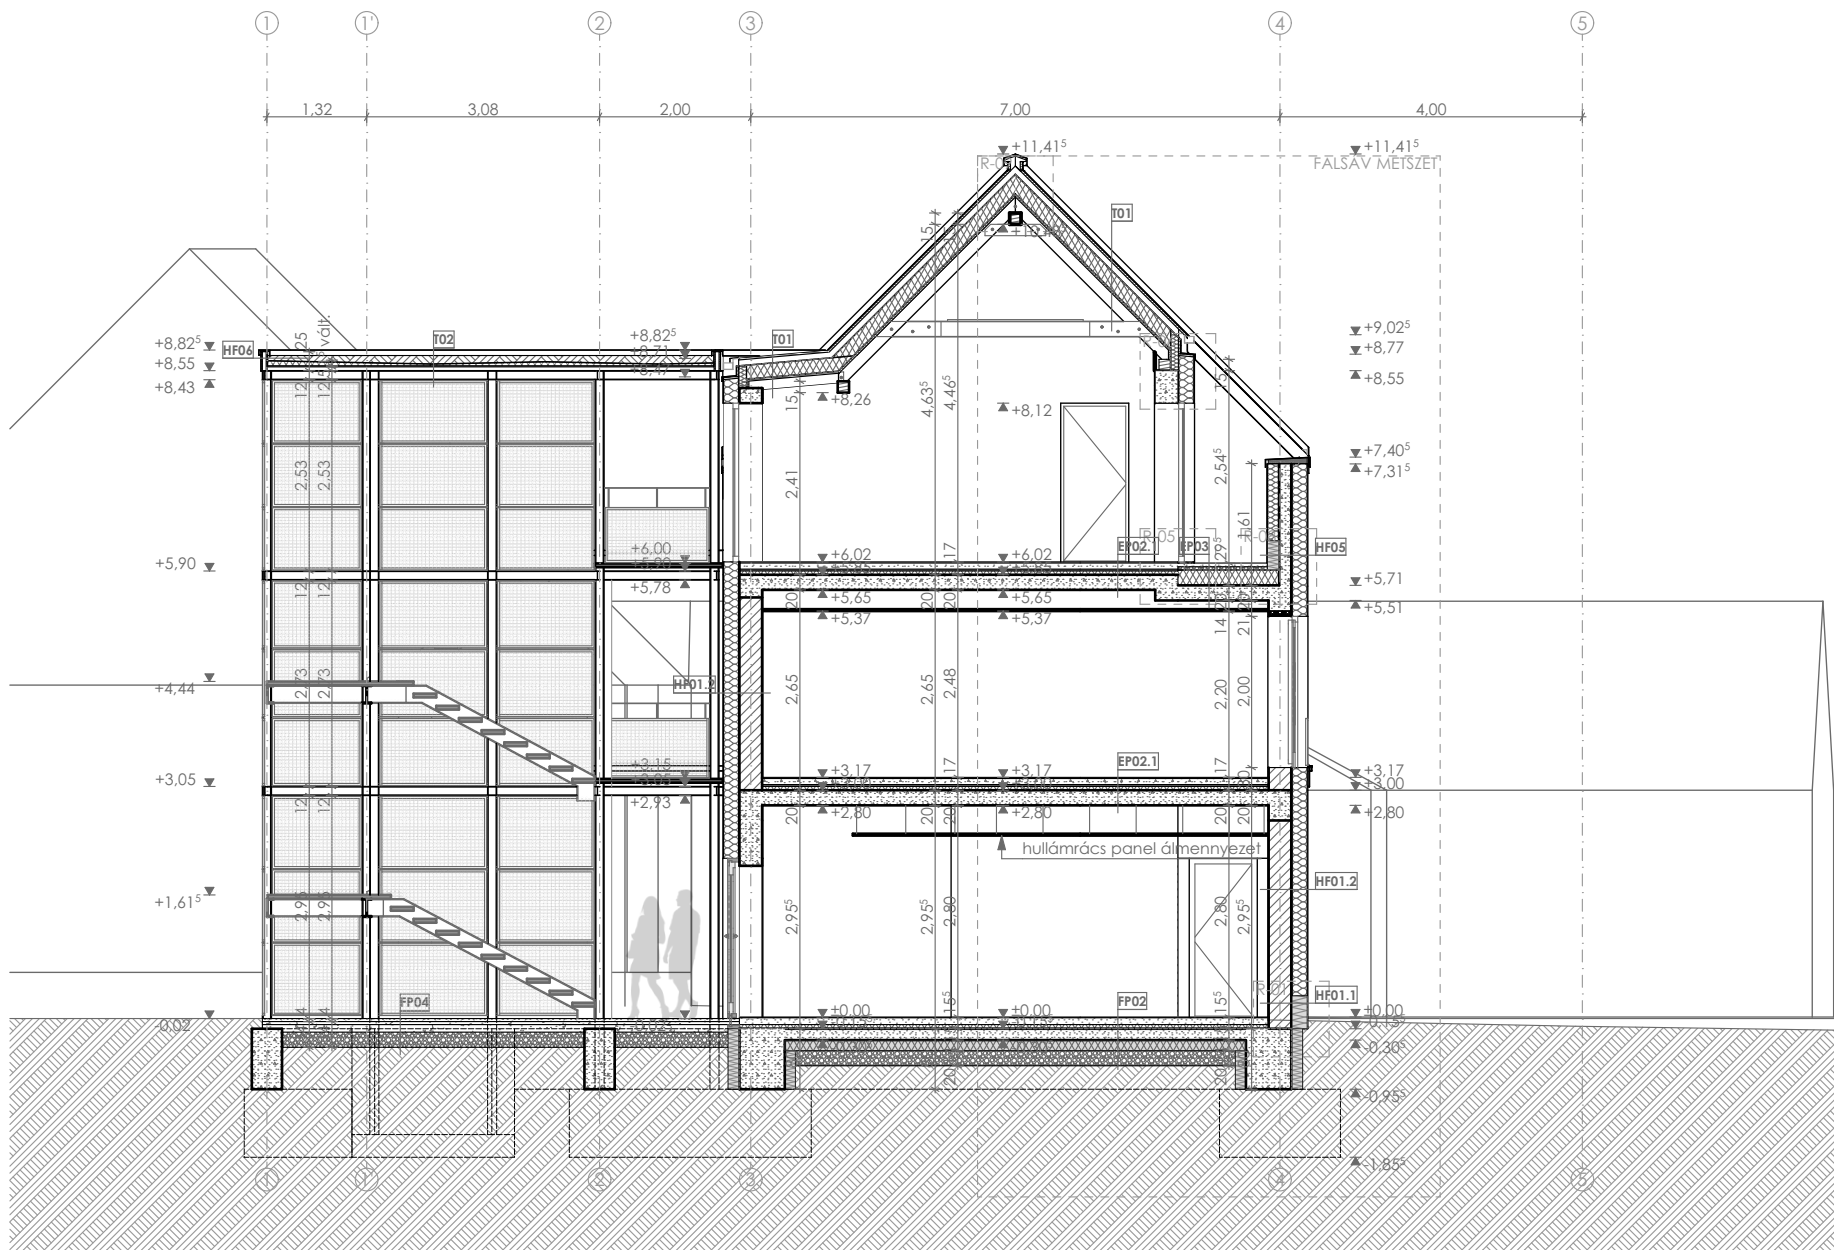 1 1' 2 3 4 5
1,32 3,08 2,00 7,00 4,00
+11,41⁵ +11,41⁵
FALSÁV METSZET
T01
+8,82⁵
HF06
+8,55
+8,43
T02
+8,82⁵
T01
+8,26
+8,12
+9,02⁵
+8,77
+8,55
+7,40⁵
+7,31⁵
15 4,63⁵ 4,46⁵
2,53 2,53 2,41 2,54⁵
+5,90
+6,00
+5,78
+6,02 +6,02
EP02. EP03 HF05
+5,65 +5,65
+5,37 +5,37
+5,71
+5,51
+4,44
HF01.2
2,65 2,65 2,48 2,20 2,00
+3,05
+3,15
+2,93
+3,17 +3,17
EP02.1
+2,80 +2,80
+3,17
+3,00
+2,80
hullámrács panel álmennyezet
HF01.2
+1,61⁵
2,95⁵ 2,95⁵ 2,80 2,80 2,95⁵
FP04
FP02
HF01.1
-0,02
±0,00 ±0,00 ±0,00
-0,15⁵
-0,30⁵
-0,95⁵
-1,85⁵
1 1' 2 3 4 5